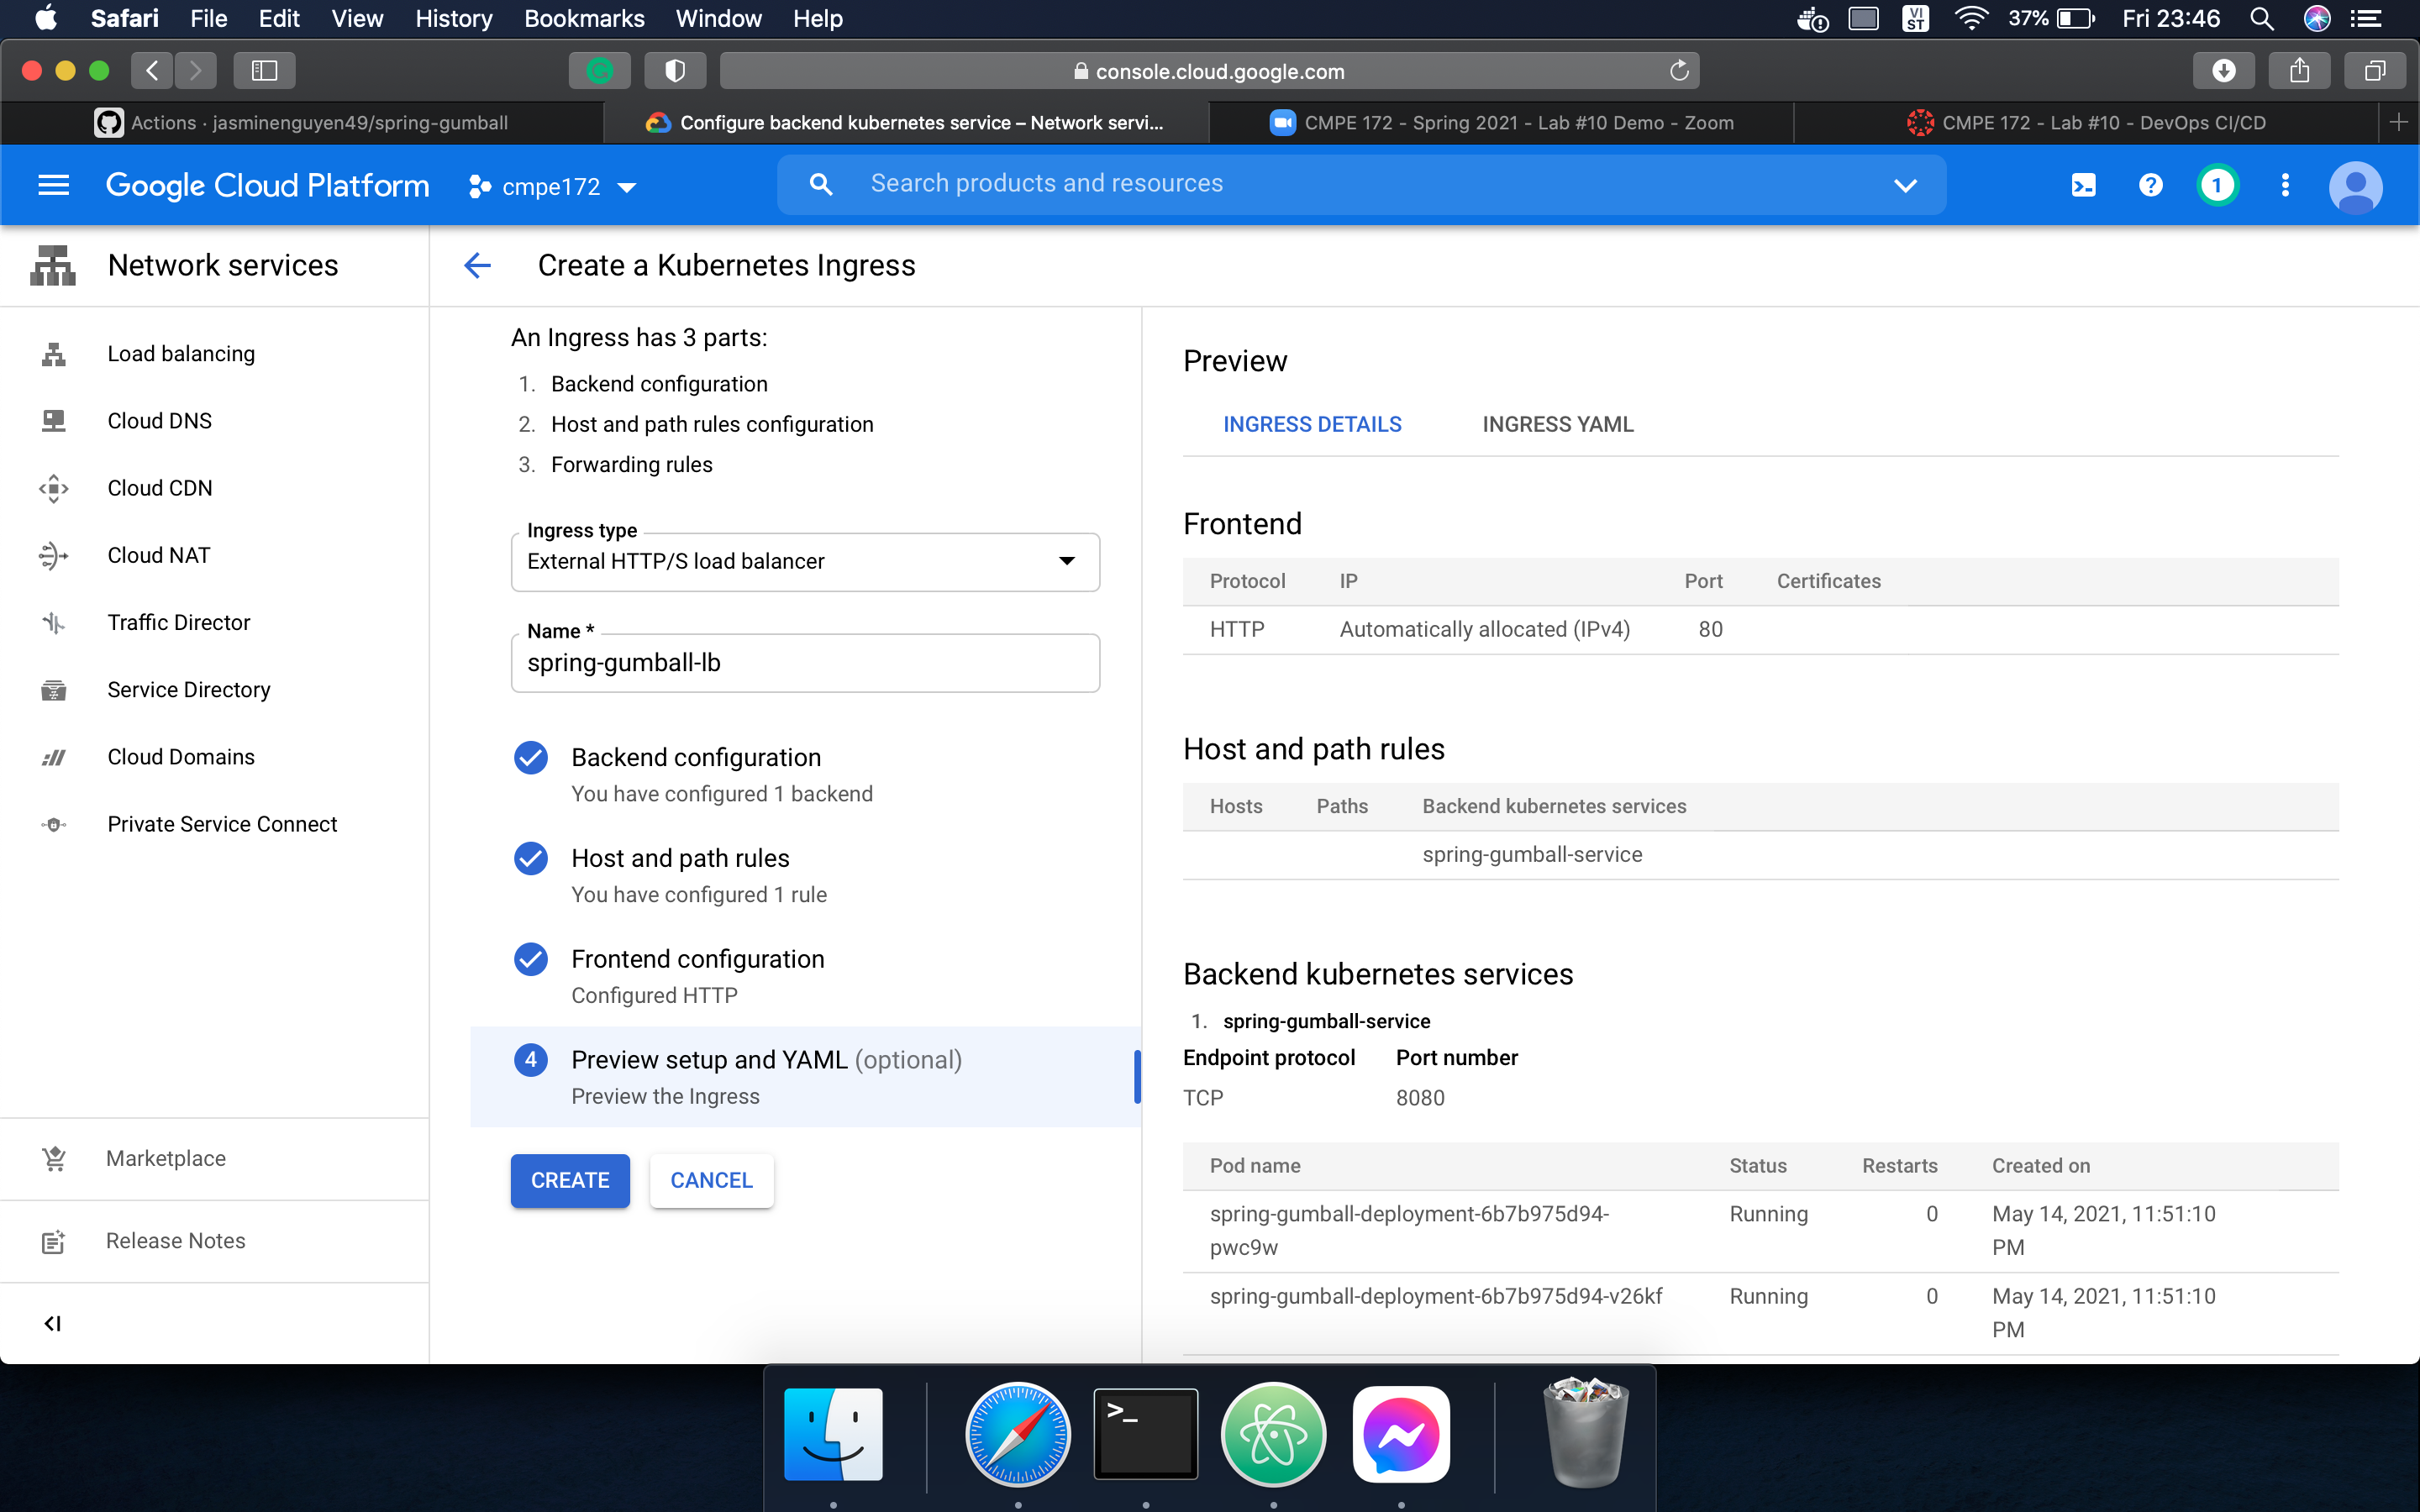 Safari File Edit View History Bookmarks Window Help
VI
ST
37%
Fri 23:46
console.cloud.google.com
Actions · jasminenguyen49/spring-gumball
Configure backend kubernetes service – Network servi...
CMPE 172 - Spring 2021 - Lab #10 Demo - Zoom
CMPE 172 - Lab #10 - DevOps CI/CD
Google Cloud Platform
cmpe172
Search products and resources
1
Network services
Create a Kubernetes Ingress
Load balancing
Cloud DNS
Cloud CDN
Cloud NAT
Traffic Director
Service Directory
Cloud Domains
Private Service Connect
Marketplace
Release Notes
An Ingress has 3 parts:
1. Backend configuration
2. Host and path rules configuration
3. Forwarding rules
Ingress type
External HTTP/S load balancer
Name *
spring-gumball-lb
Backend configuration
You have configured 1 backend
Host and path rules
You have configured 1 rule
Frontend configuration
Configured HTTP
4 Preview setup and YAML (optional)
Preview the Ingress
CREATE CANCEL
Preview
INGRESS DETAILS INGRESS YAML
Frontend
Protocol IP Port Certificates
HTTP Automatically allocated (IPv4) 80
Host and path rules
Hosts Paths Backend kubernetes services
spring-gumball-service
Backend kubernetes services
1. spring-gumball-service
Endpoint protocol Port number
TCP 8080
Pod name Status Restarts Created on
spring-gumball-deployment-6b7b975d94- Running 0 May 14, 2021, 11:51:10
pwc9w PM
spring-gumball-deployment-6b7b975d94-v26kf Running 0 May 14, 2021, 11:51:10
PM
>_